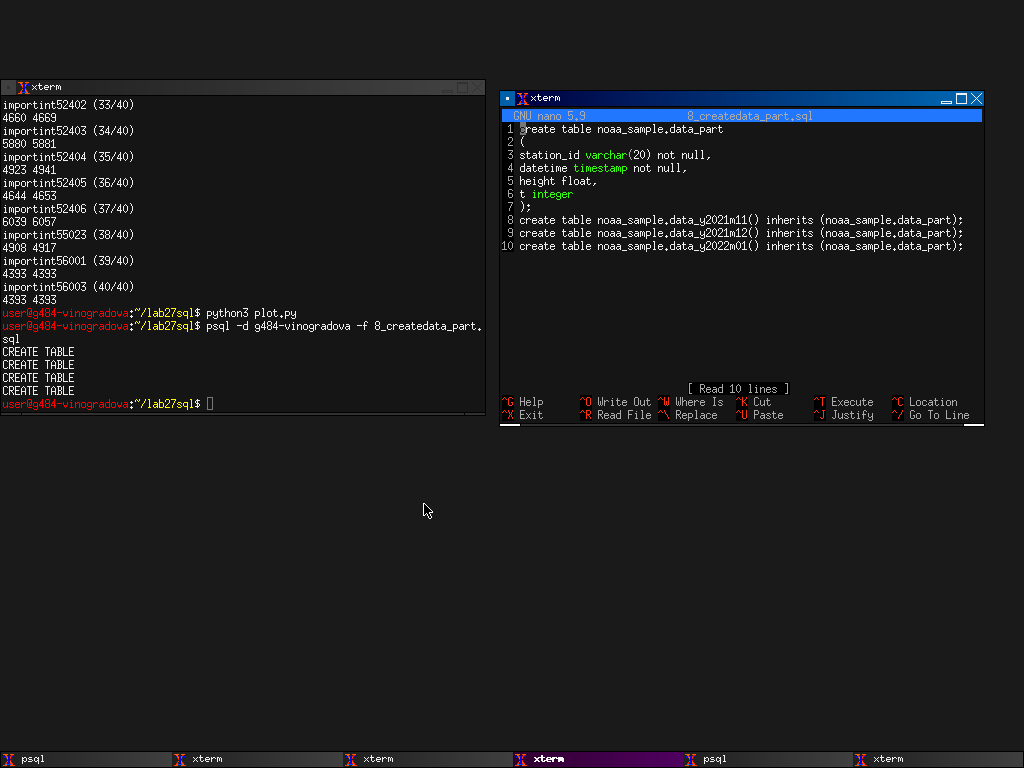 xterm
importint52402 (33/40)
4660 4669
importint52403 (34/40)
5880 5881
importint52404 (35/40)
4923 4941
importint52405 (36/40)
4644 4653
importint52406 (37/40)
6039 6057
importint55023 (38/40)
4908 4917
importint56001 (39/40)
4393 4393
importint56003 (40/40)
4393 4393
user@g484-vinogradova:~/lab27sql$ python3 plot.py
user@g484-vinogradova:~/lab27sql$ psql -d g484-vinogradova -f 8_createdata_part.
sql
CREATE TABLE
CREATE TABLE
CREATE TABLE
CREATE TABLE
user@g484-vinogradova:~/lab27sql$
xterm
GNU nano 5.9 8_createdata_part.sql
1 create table noaa_sample.data_part
2 (
3 station_id varchar(20) not null,
4 datetime timestamp not null,
5 height float,
6 t integer
7 );
8 create table noaa_sample.data_y2021m11() inherits (noaa_sample.data_part);
9 create table noaa_sample.data_y2021m12() inherits (noaa_sample.data_part);
10 create table noaa_sample.data_y2022m01() inherits (noaa_sample.data_part);
[ Read 10 lines ]
^G Help ^O Write Out ^W Where Is ^K Cut ^T Execute ^C Location
^X Exit ^R Read File ^\ Replace ^U Paste ^J Justify ^/ Go To Line
psql xterm xterm xterm psql xterm